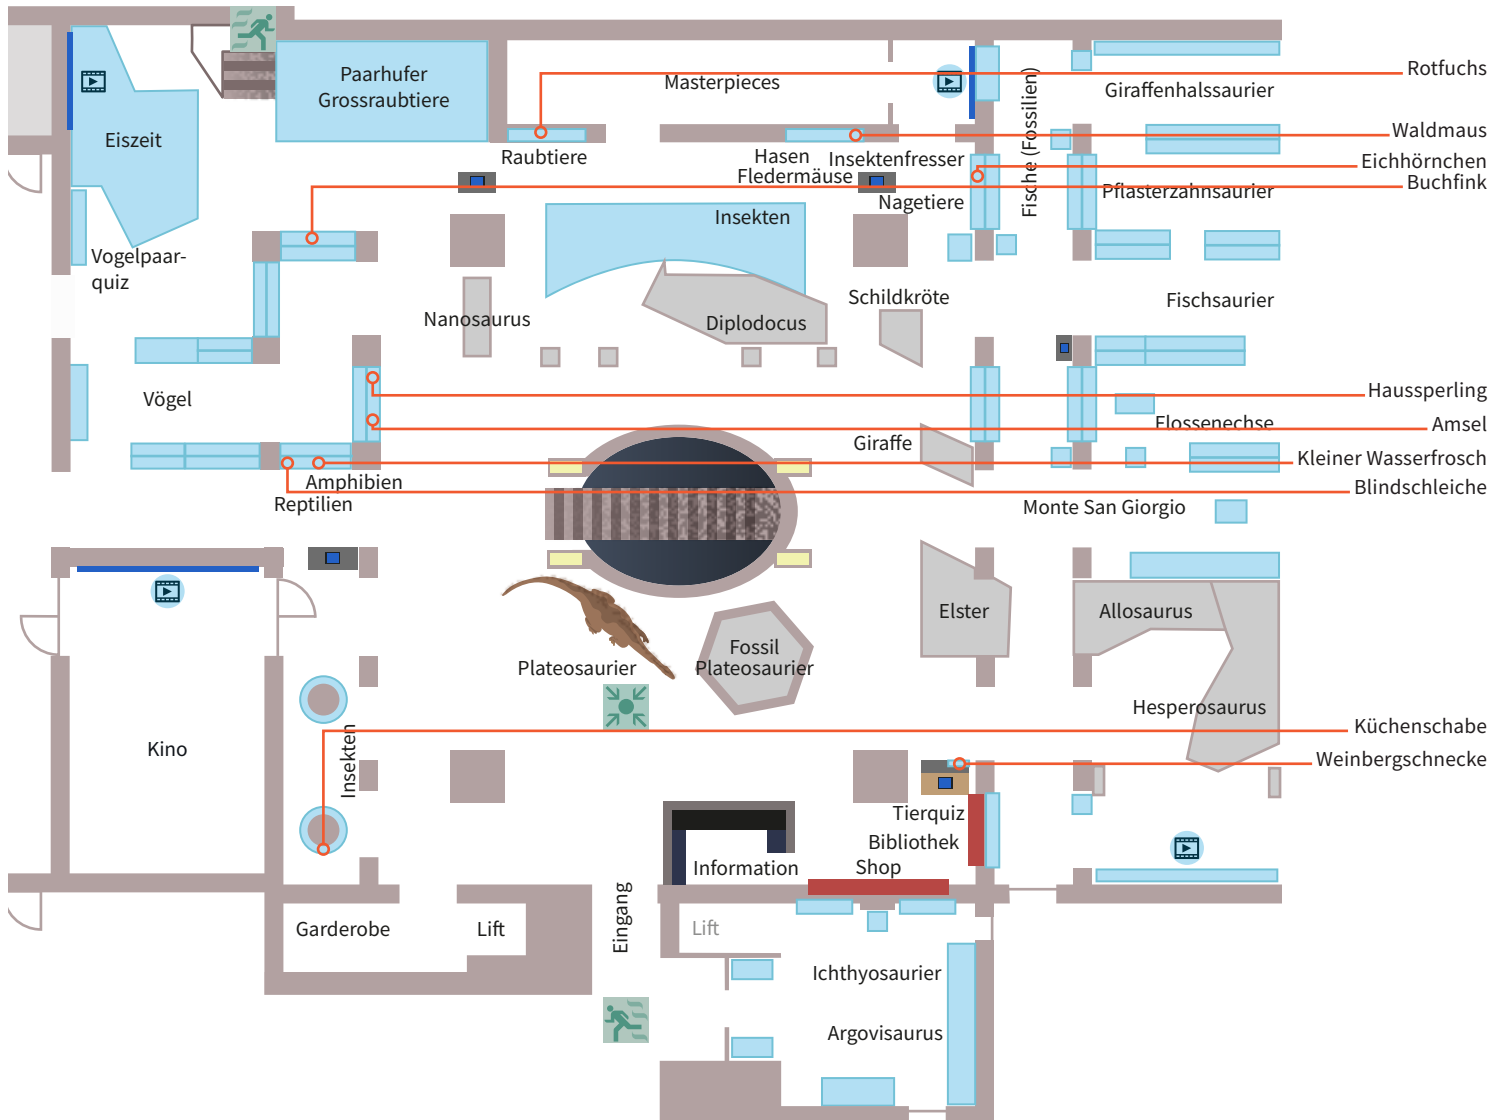 Paarhufer
Grossraubtiere
Masterpieces
Rotfuchs
Giraffenhalssaurier
Eiszeit
Fische (Fossilien)
Waldmaus
Raubtiere
Hasen
Fledermäuse
Insektenfresser
Nagetiere
Eichhörnchen
Buchfink
Pflasterzahnsaurier
Insekten
Vogelpaar-
quiz
Schildkröte
Fischsaurier
Nanosaurus
Diplodocus
Vögel
Haussperling
Amsel
Flossenechse
Giraffe
Kleiner Wasserfrosch
Amphibien
Reptilien
Blindschleiche
Monte San Giorgio
Elster
Allosaurus
Fossil
Plateosaurier
Plateosaurier
Hesperosaurus
Kino
Insekten
Küchenschabe
Weinbergschnecke
Tierquiz
Bibliothek
Shop
Information
Garderobe
Lift
Eingang
Lift
Ichthyosaurier
Argovisaurus